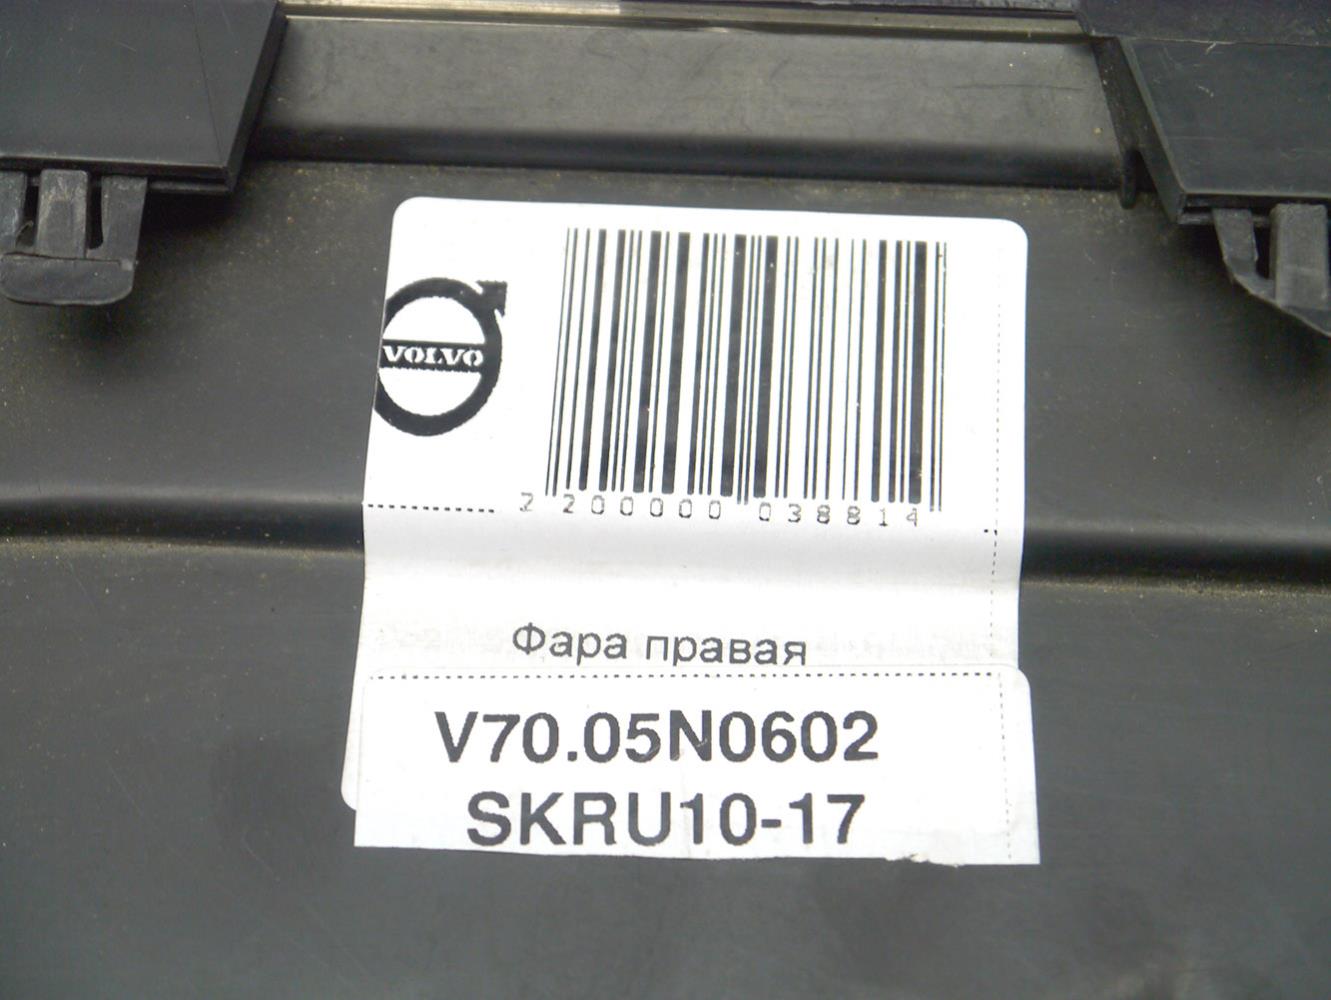 VOLVO
2 200000 038814
Фара правая
V70.05N0602
SKRU10-17